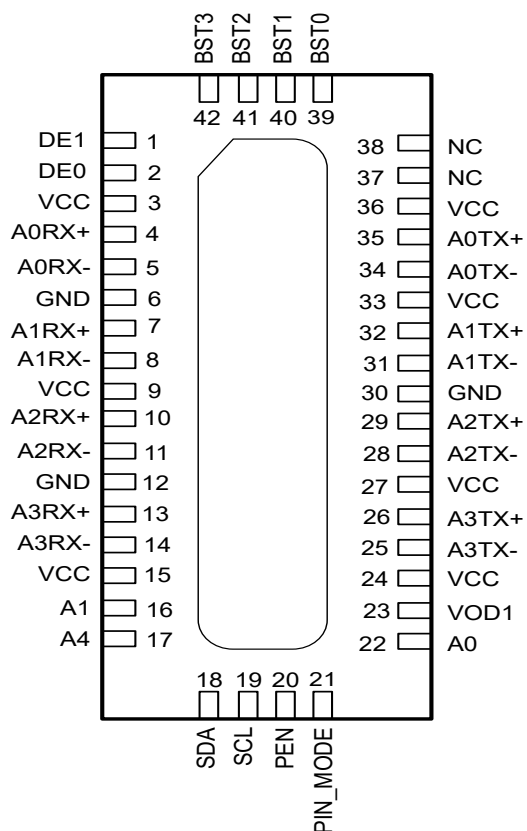 BST3 BST2 BST1 BST0
42 41 40 39
DE1 1 38 NC
DE0 2 37 NC
VCC 3 36 VCC
A0RX+ 4 35 A0TX+
A0RX- 5 34 A0TX-
GND 6 33 VCC
A1RX+ 7 32 A1TX+
A1RX- 8 31 A1TX-
VCC 9 30 GND
A2RX+ 10 29 A2TX+
A2RX- 11 28 A2TX-
GND 12 27 VCC
A3RX+ 13 26 A3TX+
A3RX- 14 25 A3TX-
VCC 15 24 VCC
A1 16 23 VOD1
A4 17 22 A0
18 19 20 21
SDA SCL PEN PIN_MODE